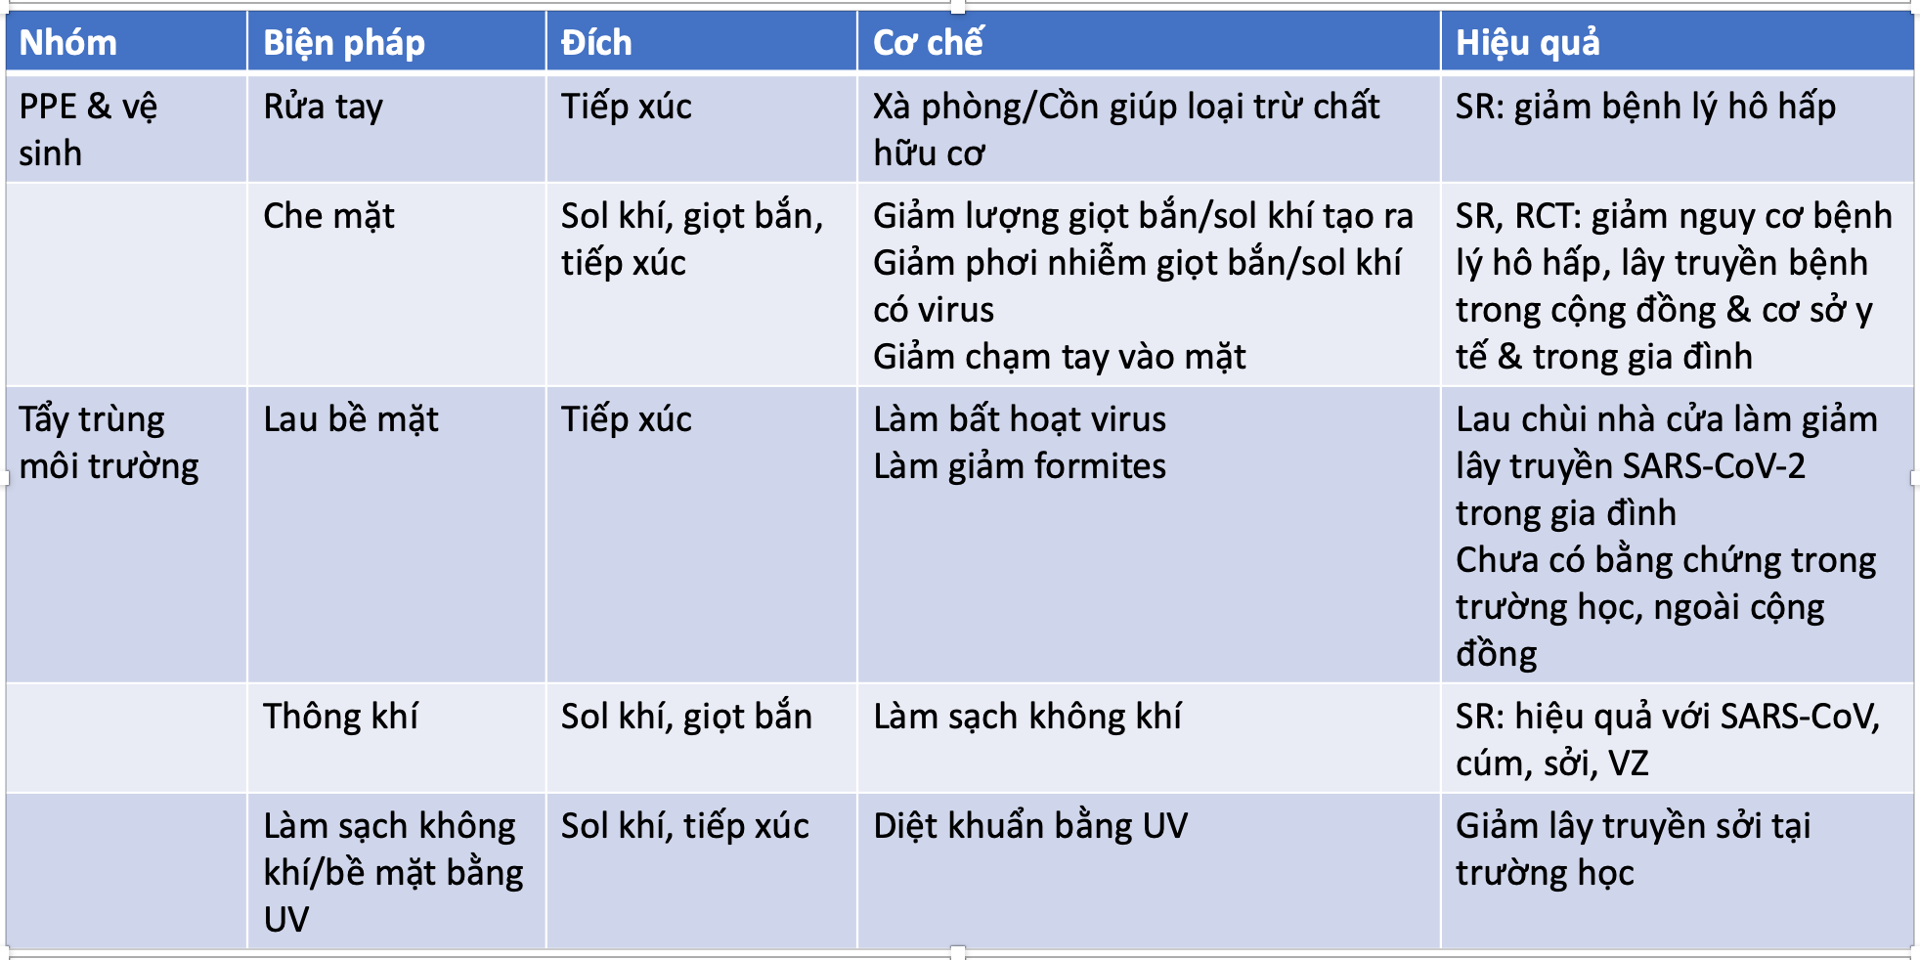 Nhóm
Biện pháp
Đích
Cơ chế
Hiệu quả
PPE & vệ
sinh
Rửa tay
Tiếp xúc
Xà phòng/Cồn giúp loại trừ chất
hữu cơ
SR: giảm bệnh lý hô hấp
Che mặt
Sol khí, giọt bắn,
tiếp xúc
Giảm lượng giọt bắn/sol khí tạo ra
Giảm phơi nhiễm giọt bắn/sol khí
có virus
Giảm chạm tay vào mặt
SR, RCT: giảm nguy cơ bệnh
lý hô hấp, lây truyền bệnh
trong cộng đồng & cơ sở y
tế & trong gia đình
Tẩy trùng
môi trường
Lau bề mặt
Tiếp xúc
Làm bất hoạt virus
Làm giảm formites
Lau chùi nhà cửa làm giảm
lây truyền SARS-CoV-2
trong gia đình
Chưa có bằng chứng trong
trường học, ngoài cộng
đồng
Thông khí
Sol khí, giọt bắn
Làm sạch không khí
SR: hiệu quả với SARS-CoV,
cúm, sởi, VZ
Làm sạch không
khí/bề mặt bằng
UV
Sol khí, tiếp xúc
Diệt khuẩn bằng UV
Giảm lây truyền sởi tại
trường học